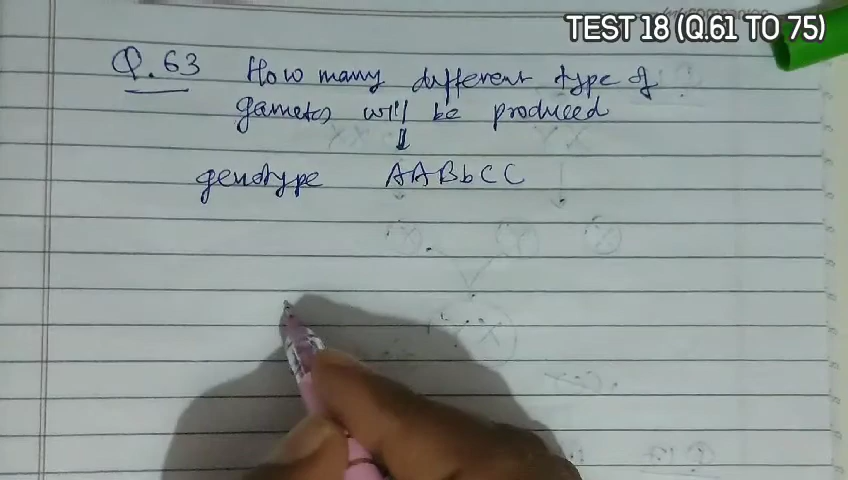 TEST 18 (Q.61 TO 75)
Q.63 How many different type of
gametes will be produced
genotype AABbCC